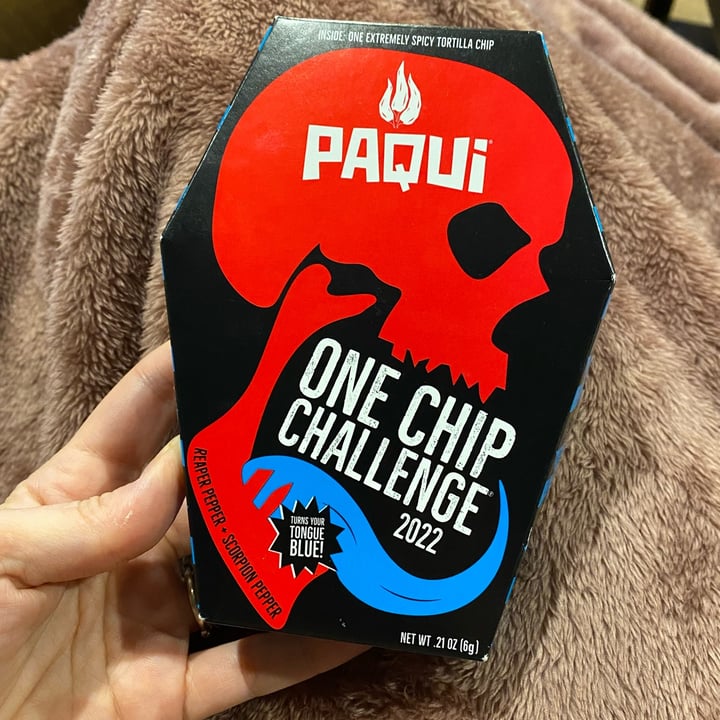 INSIDE: ONE EXTREMELY SPICY TORTILLA CHIP
PAQUI®
ONE CHIP
CHALLENGE®
2022
REAPER PEPPER + SCORPION PEPPER
TURNS YOUR
TONGUE
BLUE!
NET WT .21 OZ (6g)